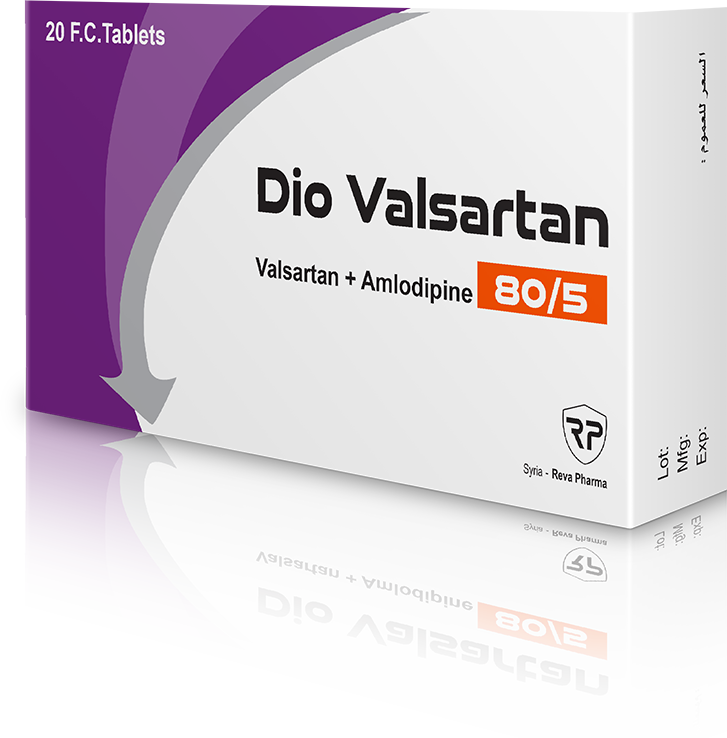 20 F.C.Tablets
Dio Valsartan
Valsartan + Amlodipine 80/5
RP
Syria - Reva Pharma
السعر للعموم :
Lot:
Mfg:
Exp: